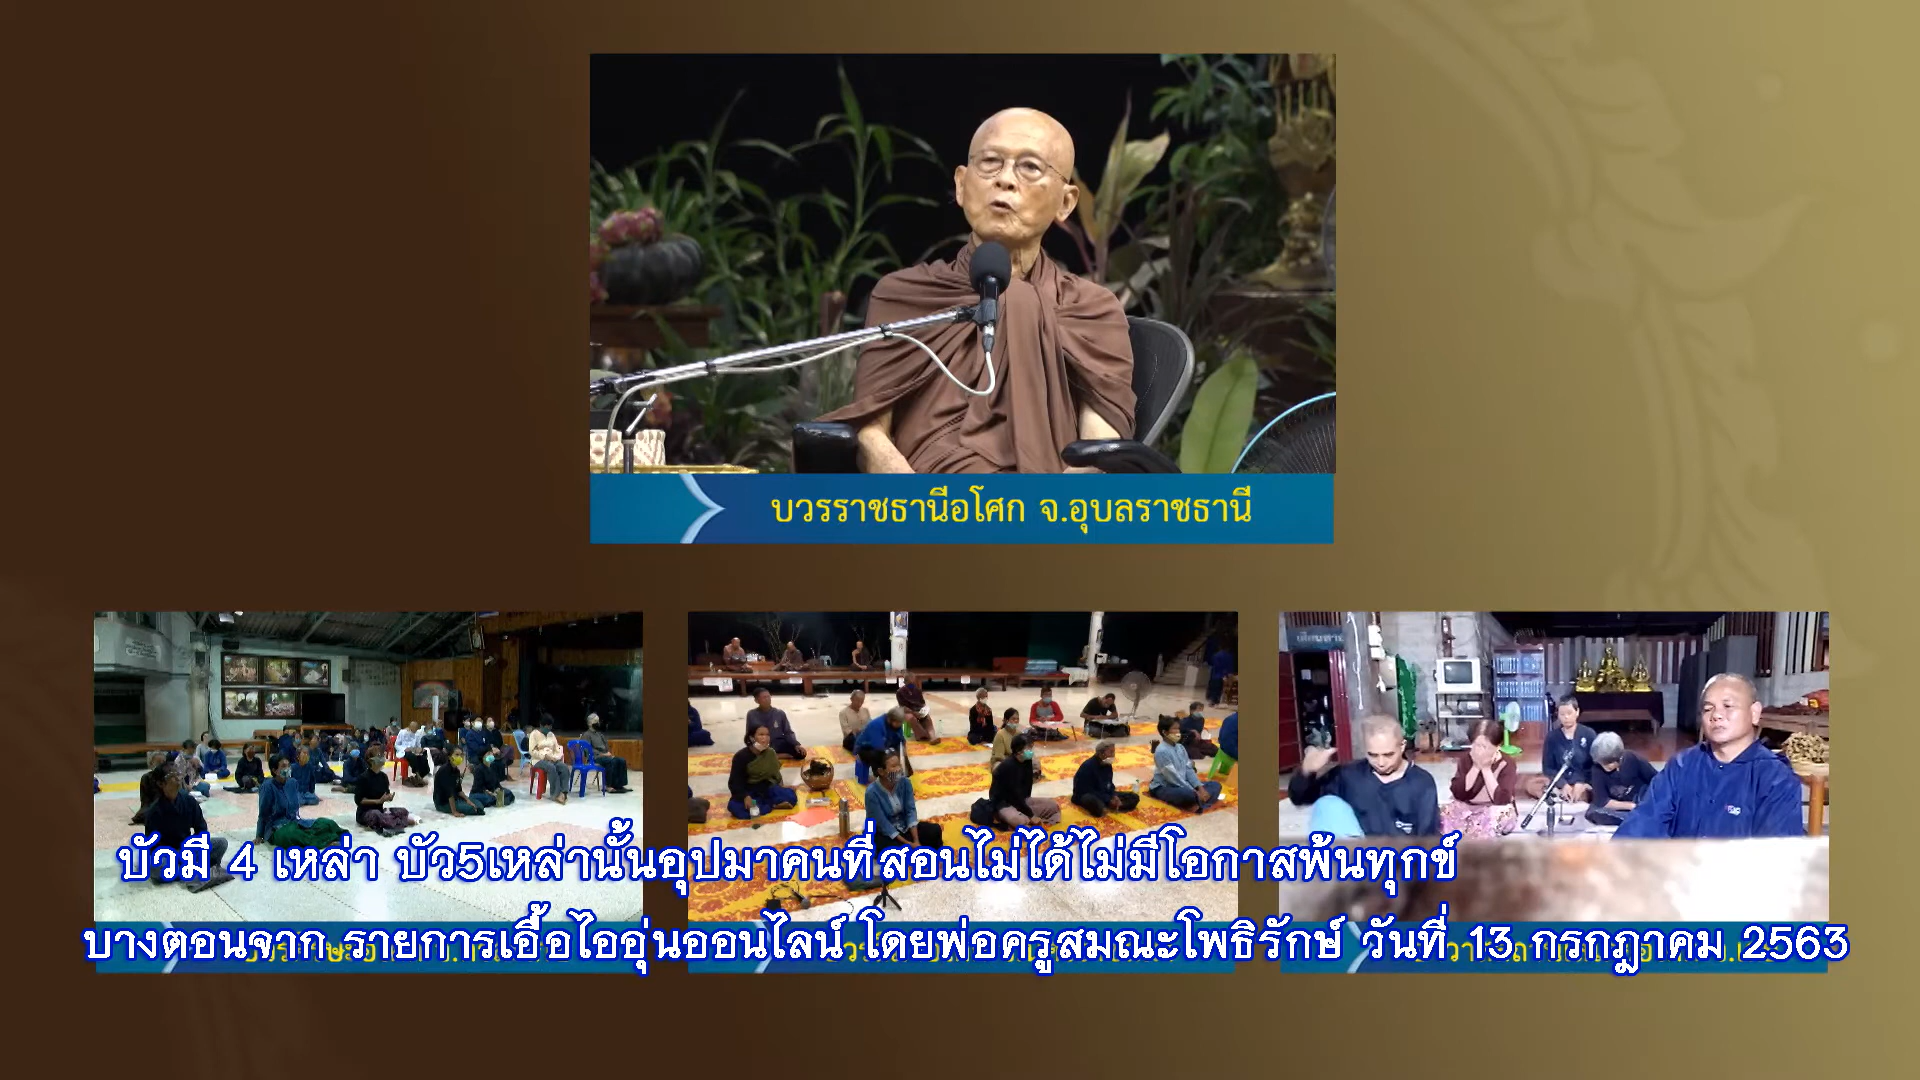 บวรราชธานีอโศก จ.อุบลราชธานี
บัวมี 4 เหล่า บัว5เหล่านั้นอุปมาคนที่สอนไม่ได้ไม่มีโอกาสพ้นทุกข์
บางตอนจาก รายการเอื้อไออุ่นออนไลน์ โดยพ่อครูสมณะโพธิรักษ์ วันที่ 13 กรกฎาคม 2563